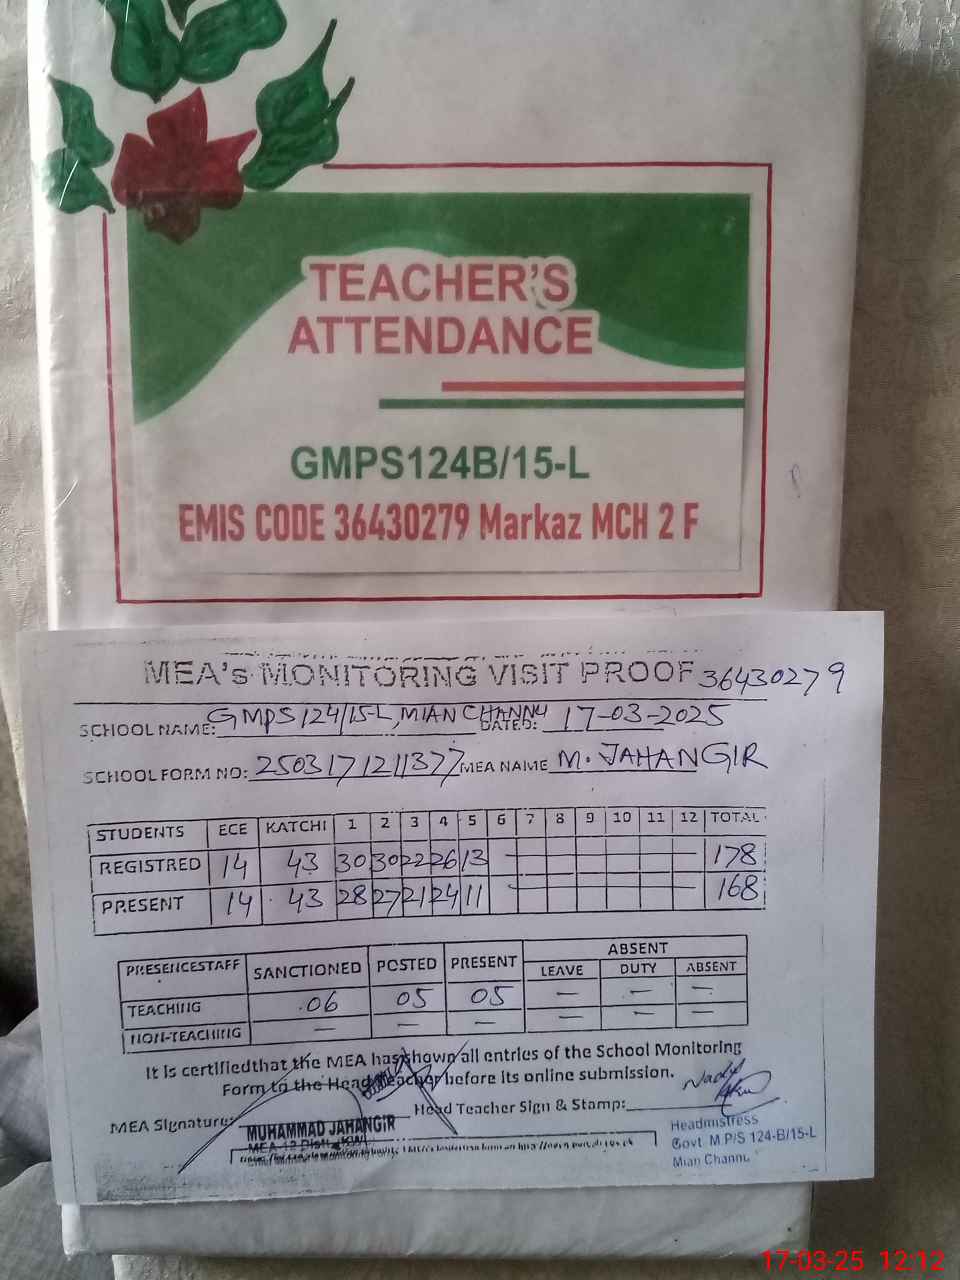 TEACHER'S
ATTENDANCE
GMPS124B/15-L
EMIS CODE 36430279 Markaz MCH 2 F
MEA's MONITORING VISIT PROOF 36430279
SCHOOL NAME: GMPS 124/15-L, MIAN CHANNU DATED: 17-03-2025
SCHOOL FORM NO: 2503171211377 MEA NAME M. JAHANGIR
STUDENTS ECE KATCHI 1 2 3 4 5 6 7 8 9 10 11 12 TOTAL
REGISTRED 14 43 30 30 22 26 13 178
PRESENT 14 43 28 27 21 24 11 168
PRESENCESTAFF SANCTIONED POSTED PRESENT ABSENT
LEAVE DUTY ABSENT
TEACHING 06 05 05 — — —
NON-TEACHING — — — — — —
It is certifiedthat the MEA has shown all entries of the School Monitoring
Form to the Head Teacher before its online submission.
MEA Signature: Head Teacher Sign & Stamp:
MUHAMMAD JAHANGIR
MEA 12
Headmistress
Govt. M.P/S 124-B/15-L
Mian Channu
17-03-25 12:12